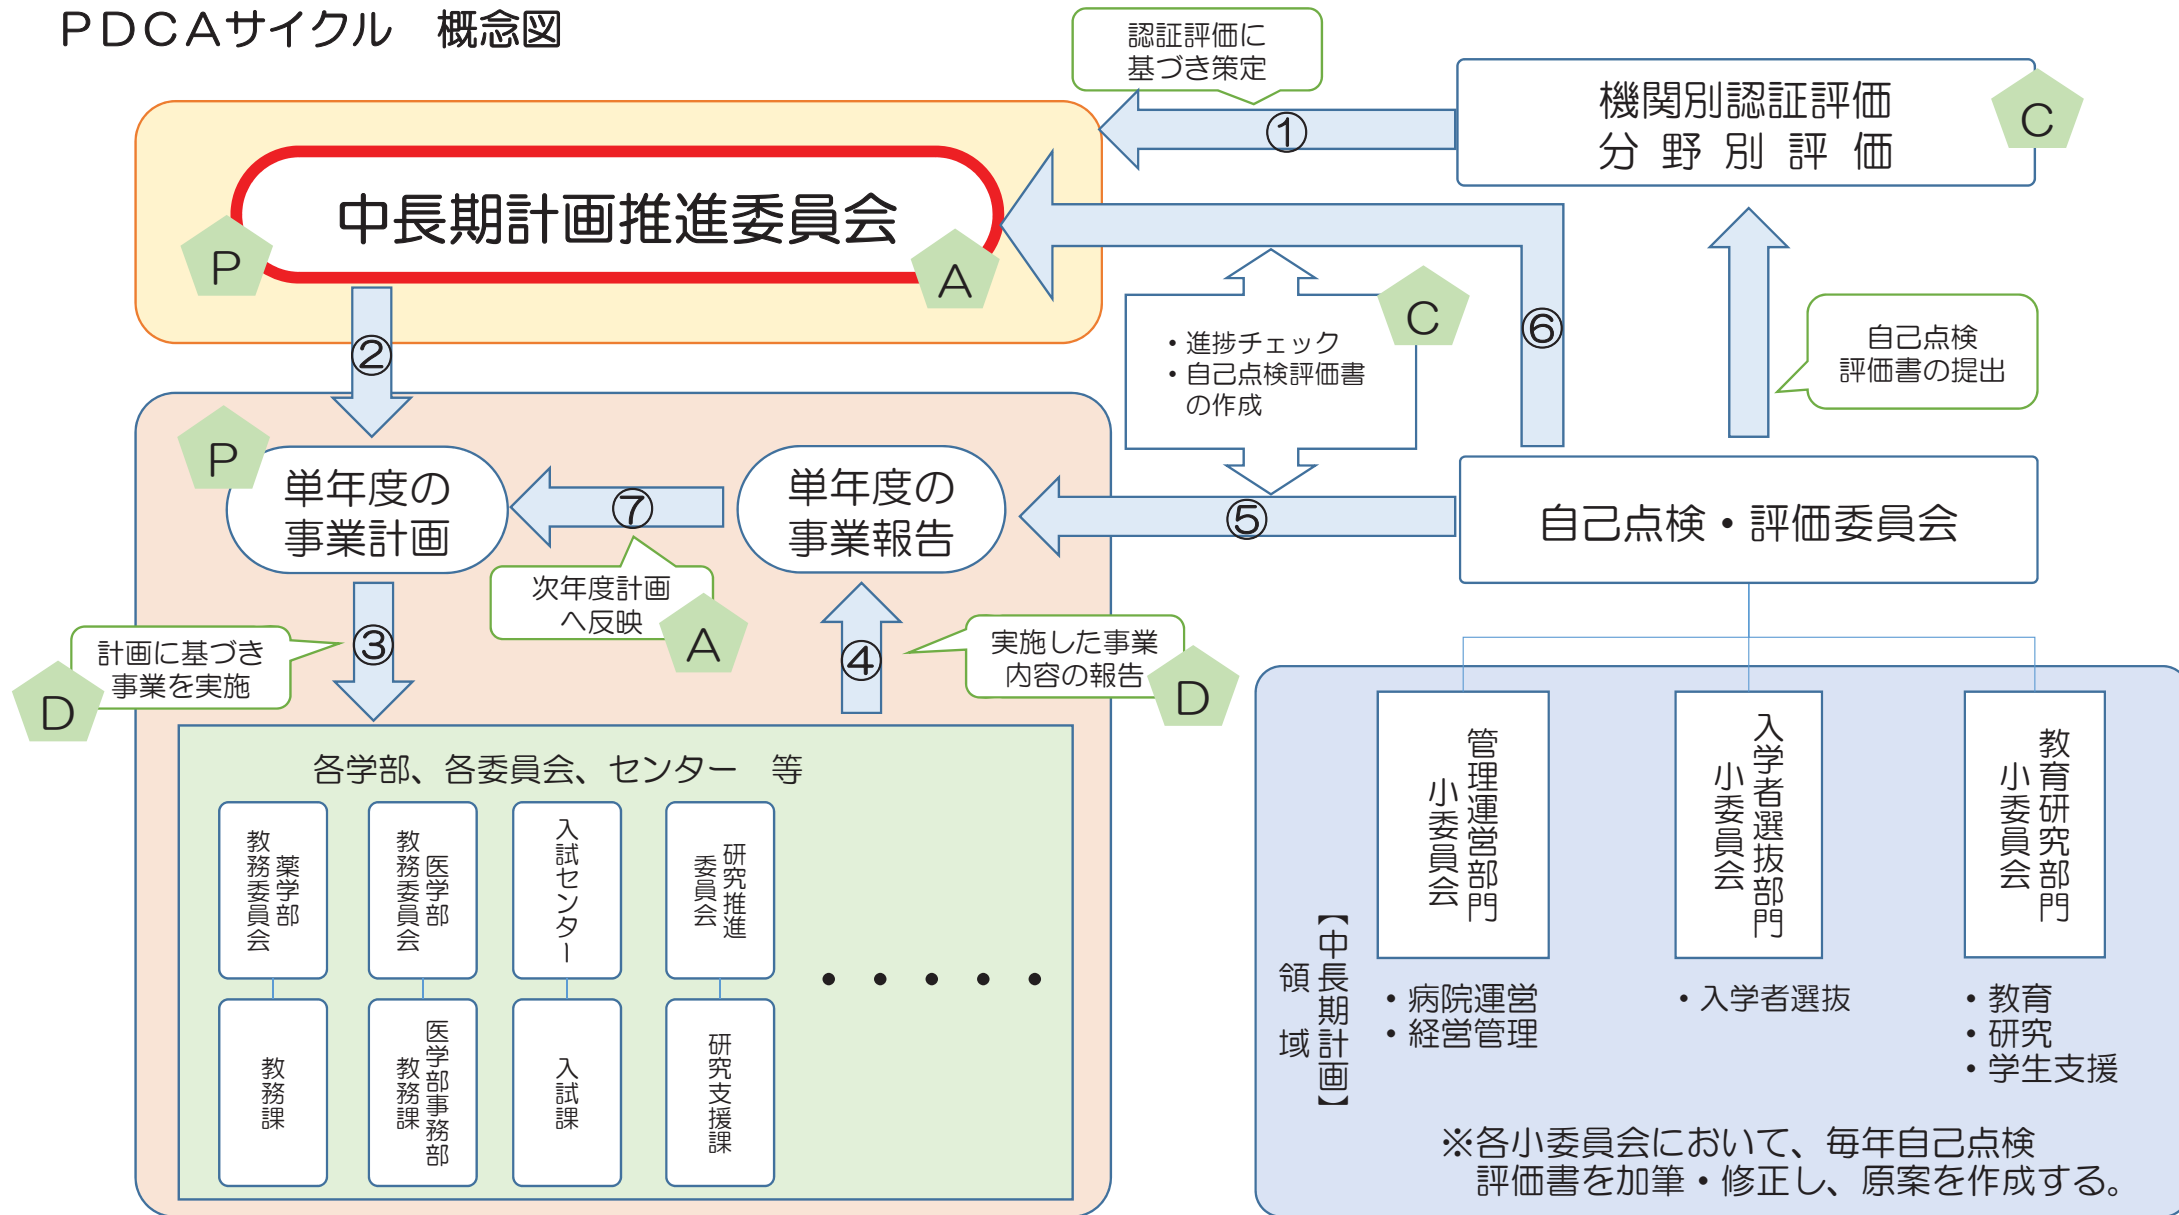 PDCAサイクル　概念図
認証評価に
基づき策定
機関別認証評価
分野別評価
C
①
中長期計画推進委員会
P
A
②
・進捗チェック
・自己点検評価書
の作成
C
⑥
自己点検
評価書の提出
P
単年度の
事業計画
⑦
単年度の
事業報告
⑤
自己点検・評価委員会
次年度計画
へ反映
A
計画に基づき
事業を実施
D
③
④
実施した事業
内容の報告
D
各学部、各委員会、センター　等
薬学部
教務委員会
医学部
教務委員会
入試センター
研究推進
委員会
・・・・・
教務課
医学部事務部
教務課
入試課
研究支援課
管理運営部門
小委員会
入学者選抜部門
小委員会
教育研究部門
小委員会
【中長期計画】
領　域
・病院運営
・経営管理
・入学者選抜
・教育
・研究
・学生支援
※各小委員会において、毎年自己点検
評価書を加筆・修正し、原案を作成する。